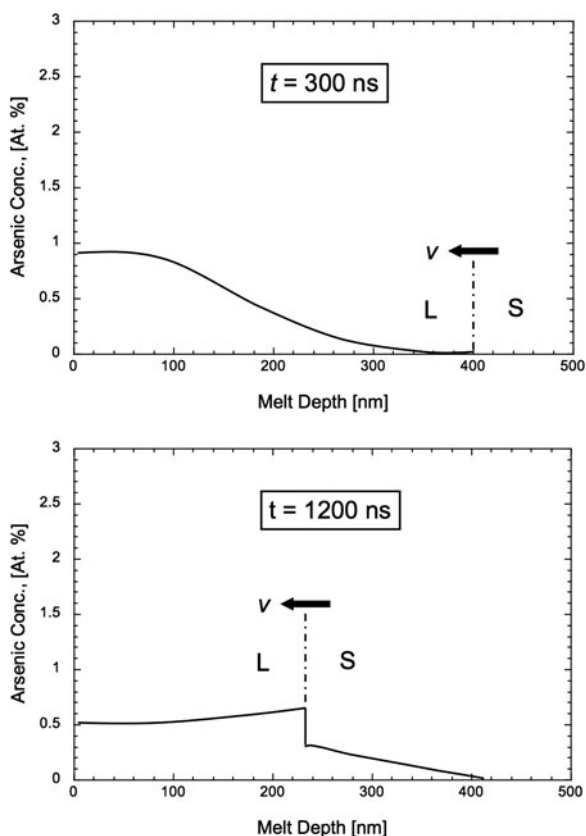 3
2.5
t = 300 ns
2
1.5
Arsenic Conc., [At. %]
1
v
0.5
L
S
0
0
100
200
300
400
500
Melt Depth [nm]
3
2.5
t = 1200 ns
2
v
1.5
Arsenic Conc., [At. %]
L
S
1
0.5
0
0
100
200
300
400
500
Melt Depth [nm]